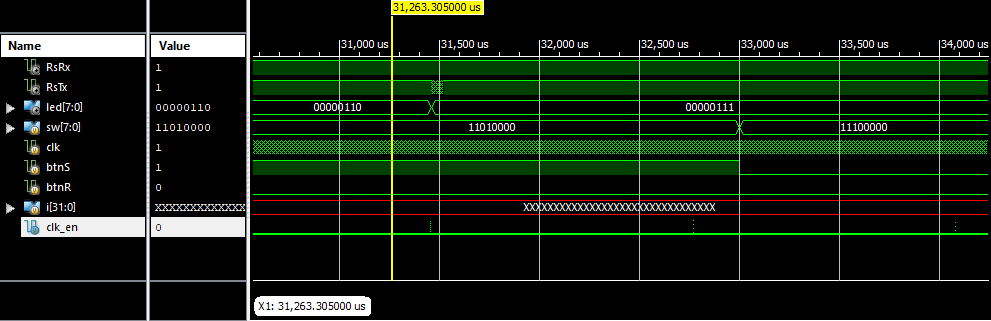 31,263.305000 us
Name Value
31,000 us 31,500 us 32,000 us 32,500 us 33,000 us 33,500 us 34,000 us
RsRx 1
RsTx 1
led[7:0] 00000110 00000110 00000111
sw[7:0] 11010000 11010000 11100000
clk 1
btnS 1
btnR 0
i[31:0] XXXXXXXXXXXXX XXXXXXXXXXXXXXXXXXXXXXXXXXXXXXXX
clk_en 0
X1: 31,263.305000 us